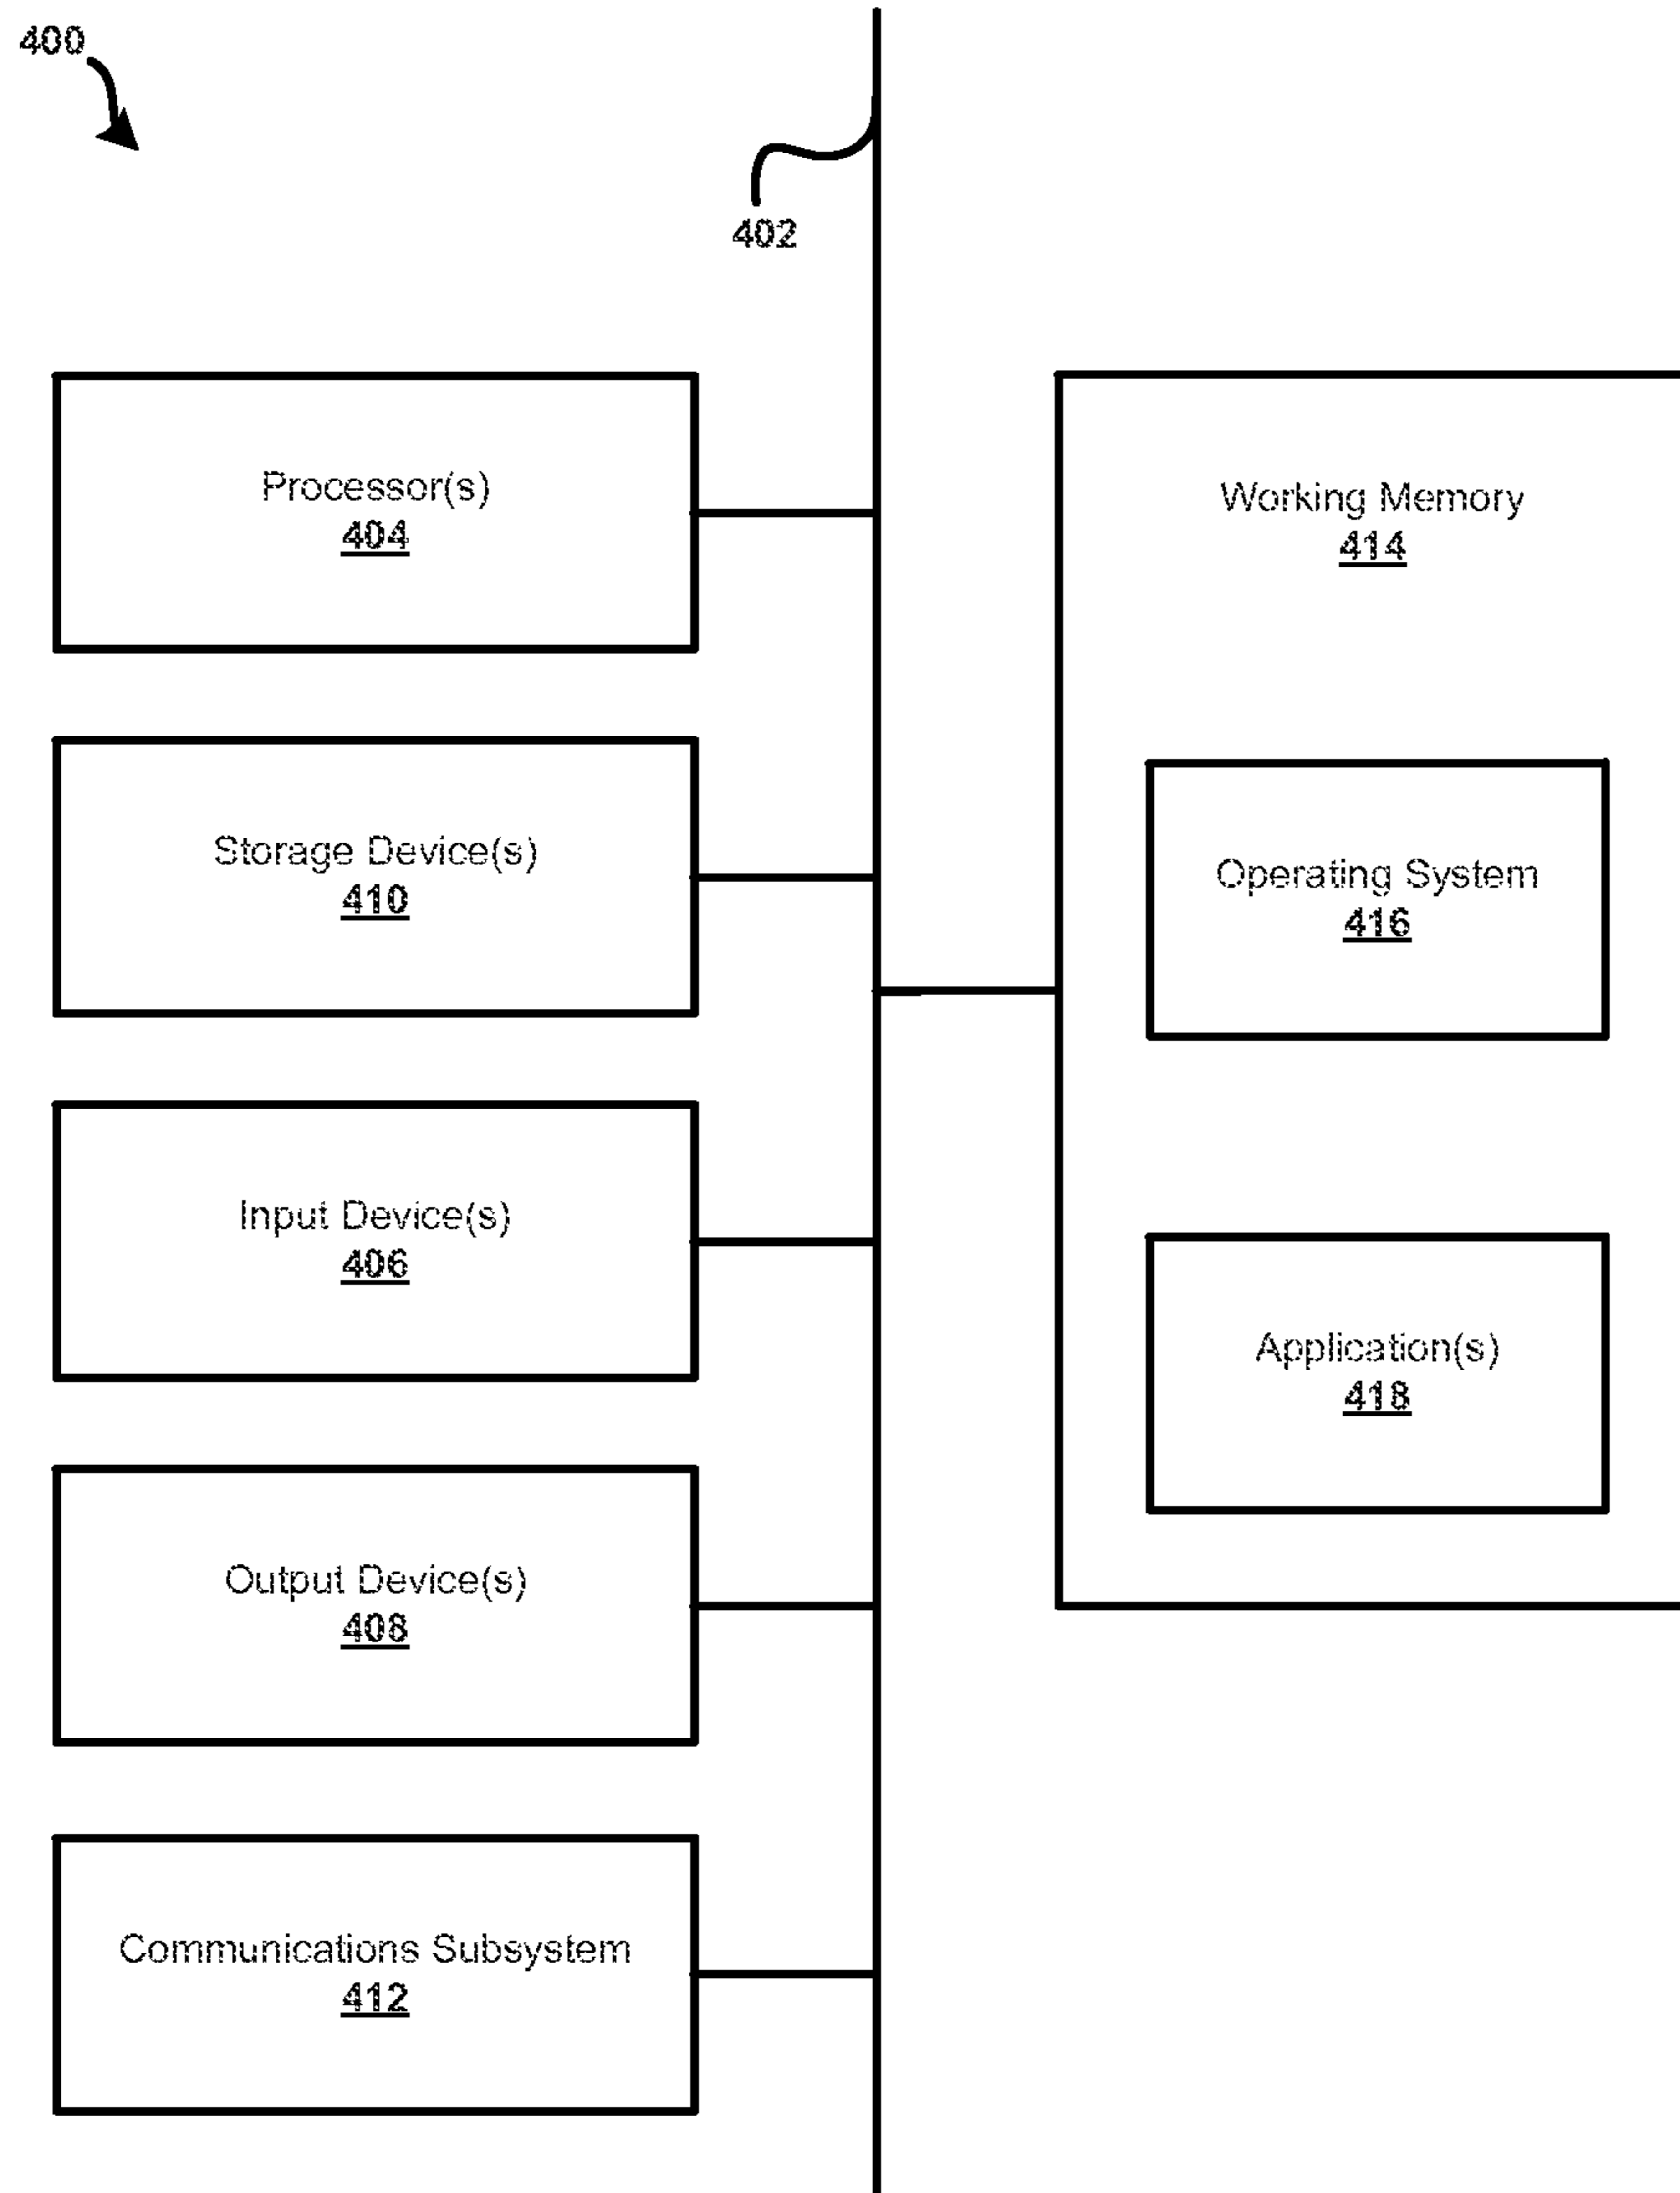 400
402
Processor(s)
404
Storage Device(s)
410
Input Device(s)
406
Output Device(s)
408
Communications Subsystem
412
Working Memory
414
Operating System
416
Application(s)
418